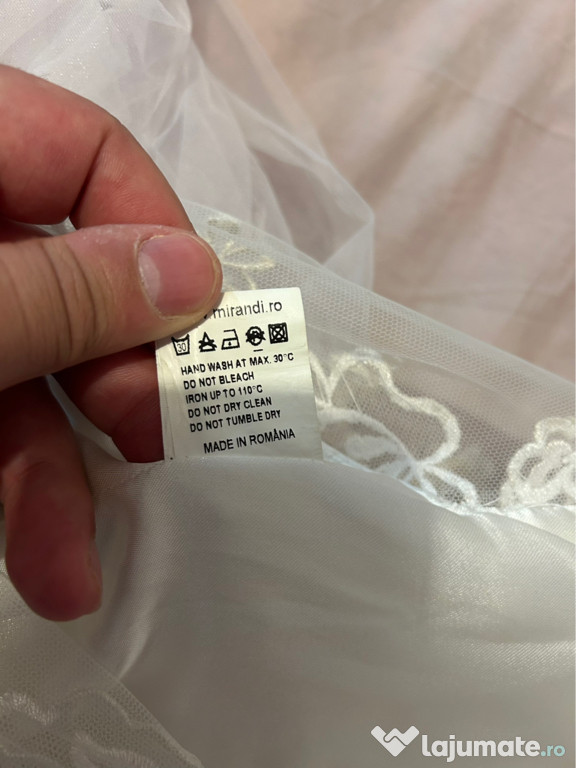 mirandi.ro
30
HAND WASH AT MAX. 30°C
DO NOT BLEACH
IRON UP TO 110°C
DO NOT DRY CLEAN
DO NOT TUMBLE DRY
MADE IN ROMÂNIA
lajumate.ro